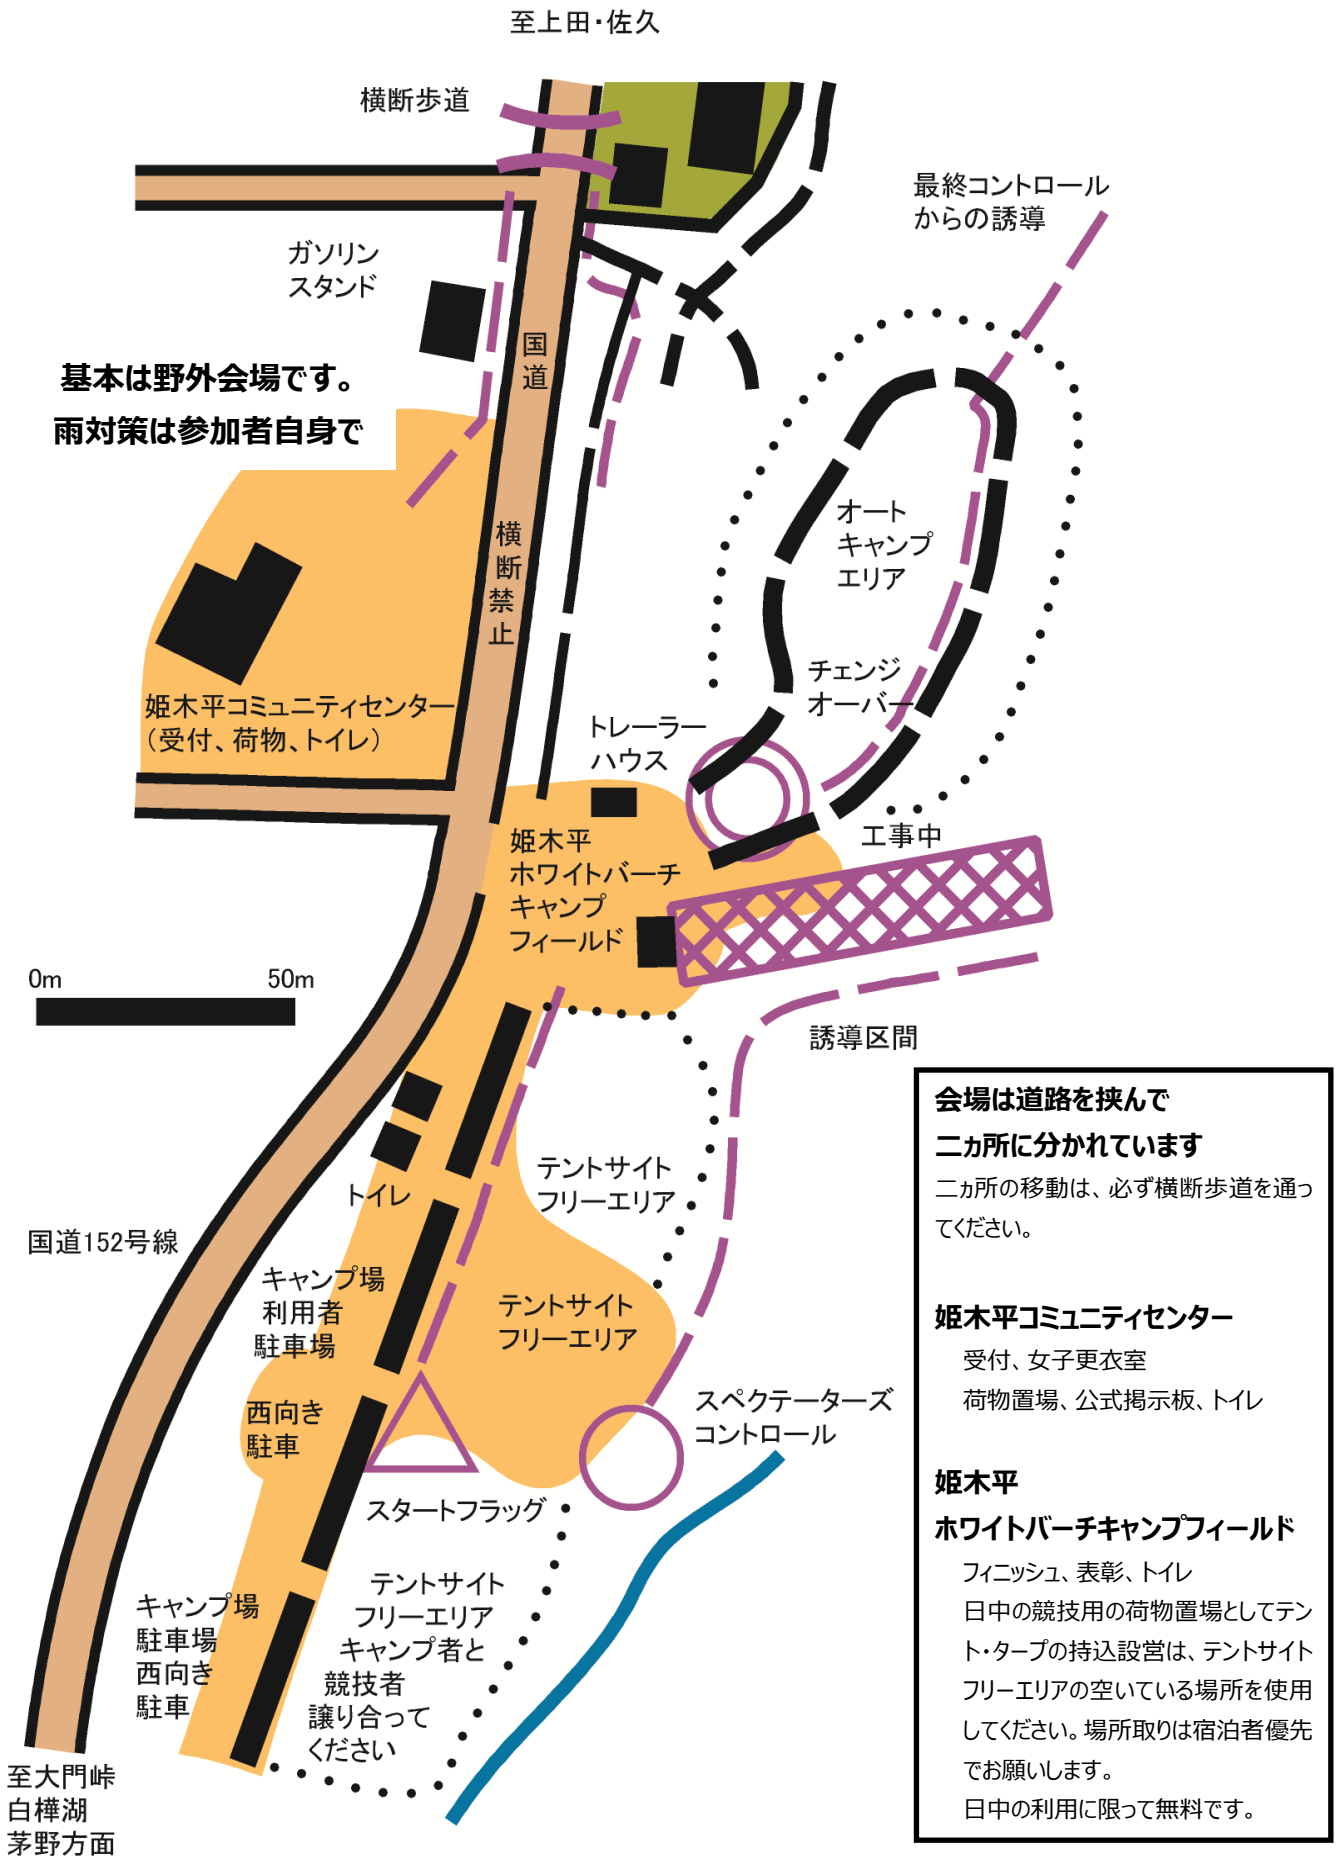 至上田・佐久
横断歩道
最終コントロール
からの誘導
ガソリン
スタンド
国道
基本は野外会場です。
雨対策は参加者自身で
オート
キャンプ
エリア
横断禁止
チェンジ
オーバー
姫木平コミュニティセンター
（受付、荷物、トイレ）
トレーラー
ハウス
工事中
姫木平
ホワイトバーチ
キャンプ
フィールド
0m
50m
誘導区間
テントサイト
フリーエリア
トイレ
国道152号線
キャンプ場
利用者
駐車場
テントサイト
フリーエリア
西向き
駐車
スペクテーターズ
コントロール
スタートフラッグ
テントサイト
フリーエリア
キャンプ者と
競技者
譲り合って
ください
キャンプ場
駐車場
西向き
駐車
至大門峠
白樺湖
茅野方面
会場は道路を挟んで
二ヵ所に分かれています
二ヵ所の移動は、必ず横断歩道を通っ
てください。
姫木平コミュニティセンター
受付、女子更衣室
荷物置場、公式掲示板、トイレ
姫木平
ホワイトバーチキャンプフィールド
フィニッシュ、表彰、トイレ
日中の競技用の荷物置場としてテン
ト・タープの持込設営は、テントサイト
フリーエリアの空いている場所を使用
してください。場所取りは宿泊者優先
でお願いします。
日中の利用に限って無料です。